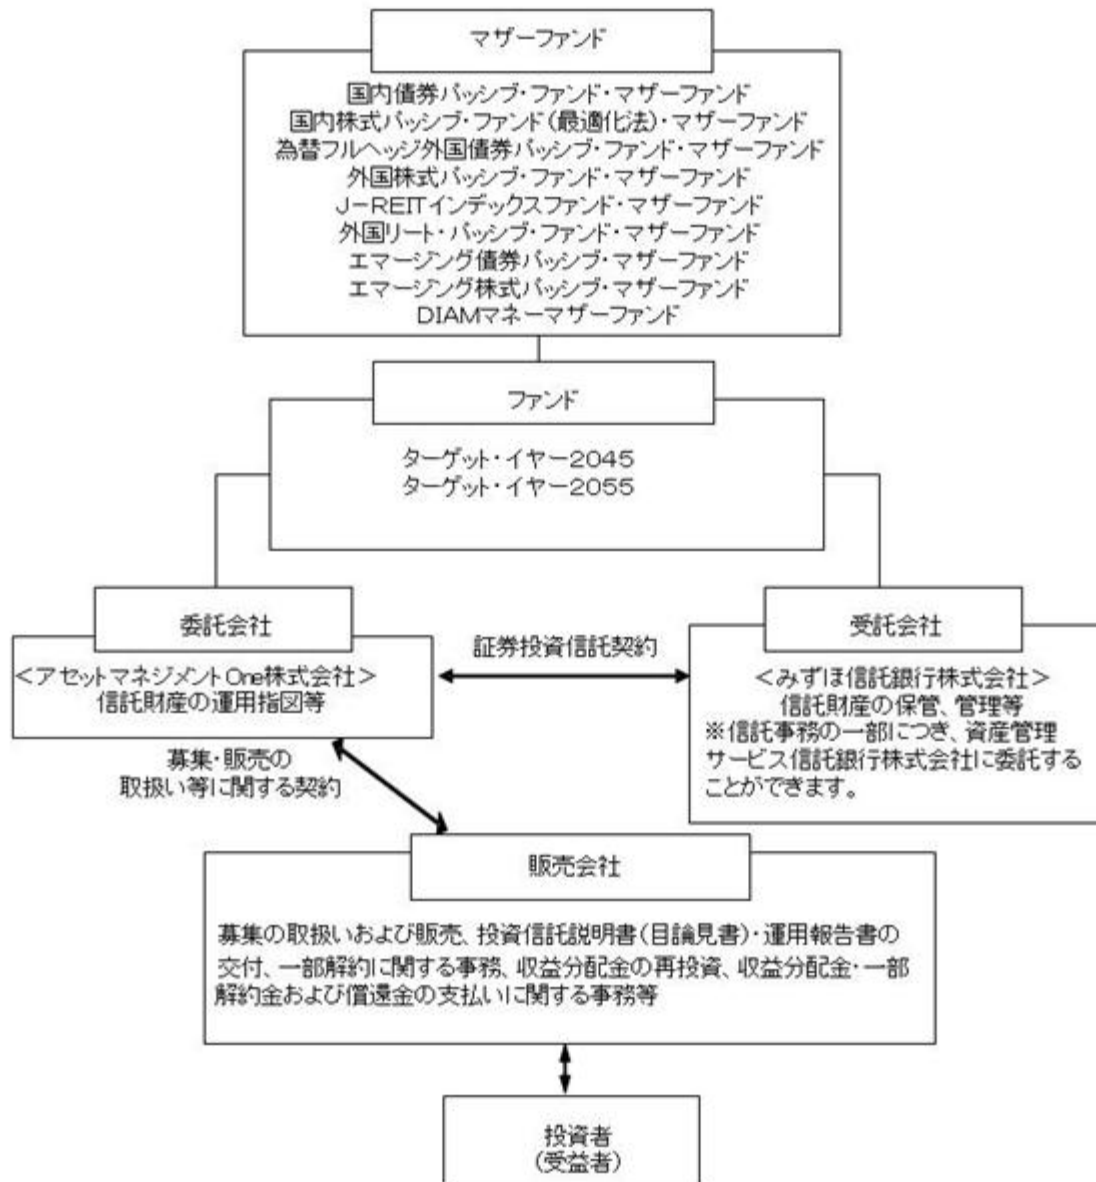 マザーファンド
国内債券パッシブ・ファンド・マザーファンド
国内株式パッシブ・ファンド(最適化法)・マザーファンド
為替フルヘッジ外国債券パッシブ・ファンド・マザーファンド
外国株式パッシブ・ファンド・マザーファンド
J-REITインデックスファンド・マザーファンド
外国リート・パッシブ・ファンド・マザーファンド
エマージング債券パッシブ・マザーファンド
エマージング株式パッシブ・マザーファンド
DIAMマネーマザーファンド
ファンド
ターゲット・イヤー2045
ターゲット・イヤー2055
委託会社
<アセットマネジメントOne株式会社>
信託財産の運用指図等
証券投資信託契約
受託会社
<みずほ信託銀行株式会社>
信託財産の保管、管理等
※信託事務の一部につき、資産管理
サービス信託銀行株式会社に委託する
ことができます。
募集・販売の
取扱い等に関する契約
販売会社
募集の取扱いおよび販売、投資信託説明書(目論見書)・運用報告書の
交付、一部解約に関する事務、収益分配金の再投資、収益分配金・一部
解約金および償還金の支払いに関する事務等
投資者
(受益者)